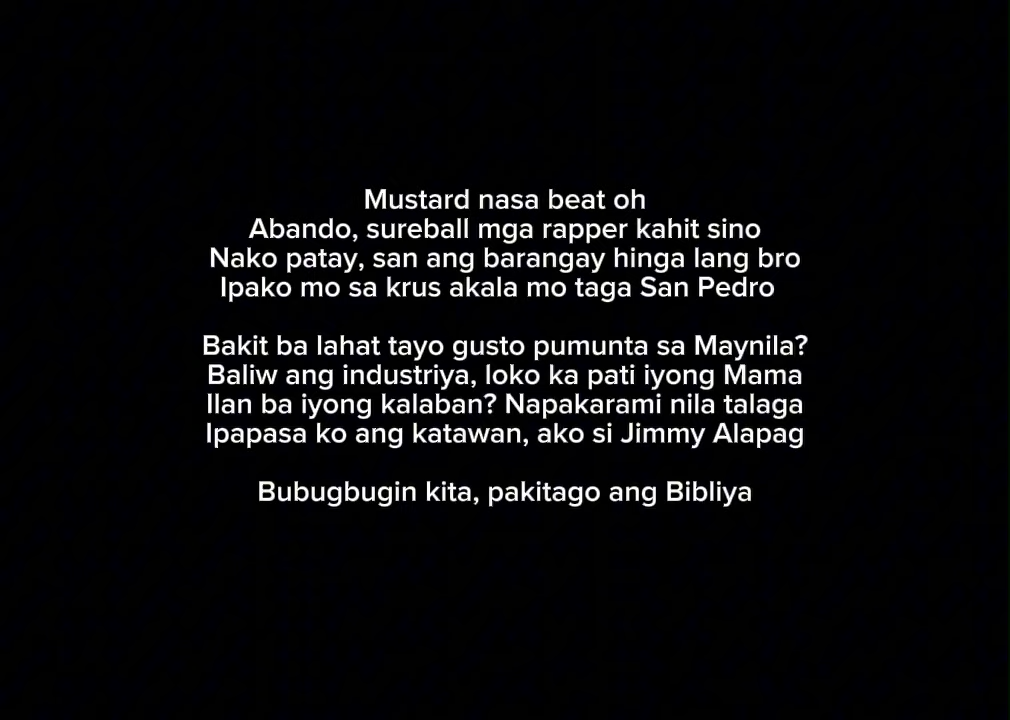 Mustard nasa beat oh
Abando, sureball mga rapper kahit sino
Nako patay, san ang barangay hinga lang bro
Ipako mo sa krus akala mo taga San Pedro
Bakit ba lahat tayo gusto pumunta sa Maynila?
Baliw ang industriya, loko ka pati iyong Mama
Ilan ba iyong kalaban? Napakarami nila talaga
Ipapasa ko ang katawan, ako si Jimmy Alapag
Bubugbugin kita, pakitago ang Bibliya